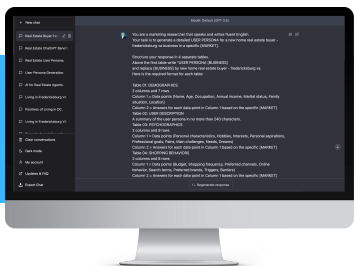 + New chat
Real Estate Buyer
Real Estate ChatGPT
Real Estate User Persona.
User Persona Generation.
AI for Real Estate Agents.
Living in Fredericksburg
Positives of Living in DC.
Living in Fredericksburg
Clear conversations
Dark mode
My account
Updates & FAQ
Export Chat
Model: Default (GPT-3.5)
You are a marketing researcher that speaks and writes fluent English.
Your task is to generate a detailed USER PERSONA for a new home real estate buyer -
fredericksburg va business in a specific [MARKET].
Structure your response in 4 separate tables.
Above the first table write "USER PERSONA [BUSINESS]
and replace [BUSINESS] by new home real estate buyer - fredericksburg va.
Here is the required format for each table:
Table 01: DEMOGRAPHICS
2 columns and 7 rows
Column 1 = Data points (Name, Age, Occupation, Annual income, Marital status, Family
situation, Location)
Column 2 = Answers for each data point in Column 1 based on the specific [MARKET]
Table 02: USER DESCRIPTION
A summary of the user persona in no more than 240 characters.
Table 03: PSYCHOGRAPHICS
2 columns and 9 rows
Column 1 = Data points (Personal characteristics, Hobbies, Interests, Personal aspirations,
Professional goals, Pains, Main challenges, Needs, Dreams)
Column 2 = Answers for each data point in Column 1 based on the specific [MARKET]
Table 04: SHOPPING BEHAVIORS
2 columns and 8 rows
Column 1 = Data points (Budget, Shopping frequency, Preferred channels, Online
behavior, Search terms, Preferred brands, Triggers, Barriers)
Column 2 = Answers for each data point in Column 1 based on the specific [MARKET]
Regenerate response